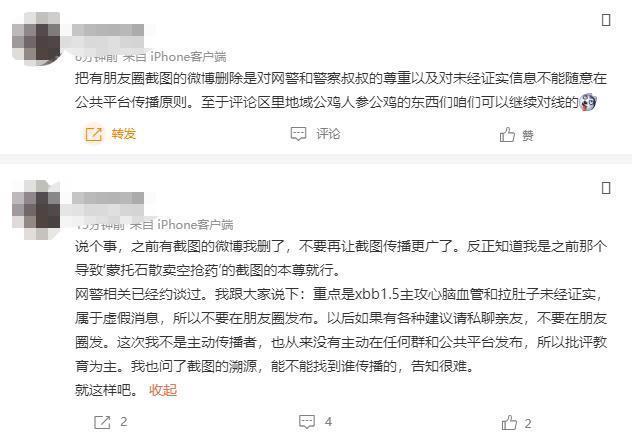 6分钟前 来自 iPhone客户端
把有朋友圈截图的微博删除是对网警和警察叔叔的尊重以及对未经证实信息不能随意在
公共平台传播原则。至于评论区里地域公鸡人参公鸡的东西们咱们可以继续对线的
转发 评论 赞
15分钟前 来自 iPhone客户端
说个事，之前有截图的微博我删了，不要再让截图传播更广了。反正知道我是之前那个
导致‘蒙托石散卖空抢药’的截图的本尊就行。
网警相关已经约谈过。我跟大家说下：重点是xbb1.5主攻心脑血管和拉肚子未经证实，
属于虚假消息，所以不要在朋友圈发布。以后如果有各种建议请私聊亲友，不要在朋友
圈发。这次我不是主动传播者，也从来没有主动在任何群和公共平台发布，所以批评教
育为主。我也问了截图的溯源，能不能找到谁传播的，告知很难。
就这样吧。 收起
2 4 2